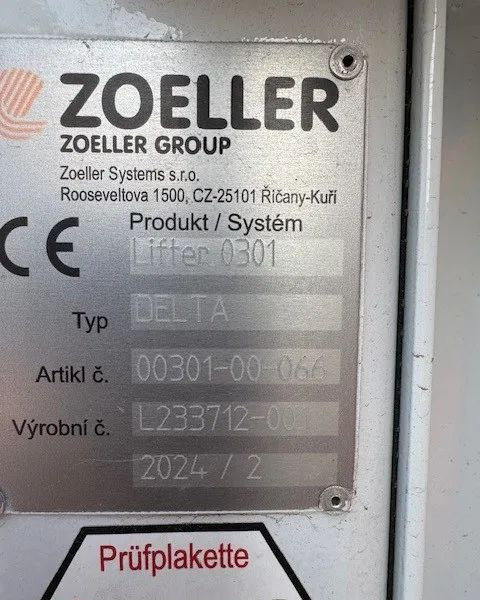 ZOELLER
ZOELLER GROUP
Zoeller Systems s.r.o.
Rooseveltova 1500, CZ-25101 Říčany-Kuří
CE
Produkt / Systém
Lifter 0301
Typ DELTA
Artikl č. 00301-00-066
Výrobní č. L233712-001
2024 / 2
Prüfplakette